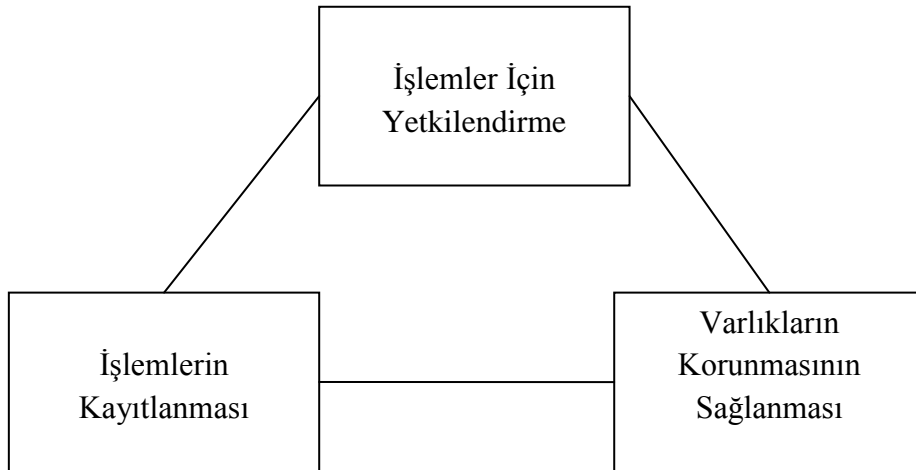 İşlemler İçin
Yetkilendirme
İşlemlerin
Kayıtlanması
Varlıkların
Korunmasının
Sağlanması